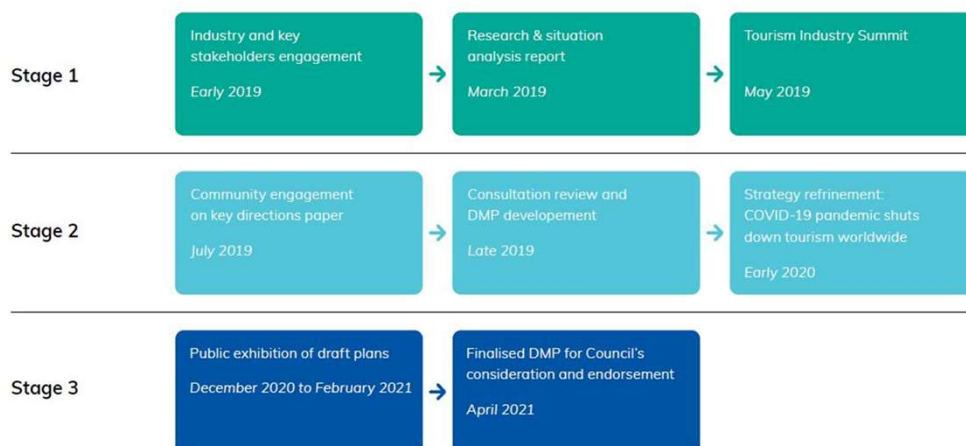 Stage 1
Industry and key
stakeholders engagement
Early 2019
Research & situation
analysis report
March 2019
Tourism Industry Summit
May 2019
Stage 2
Community engagement
on key directions paper
July 2019
Consultation review and
DMP developement
Late 2019
Strategy refinement:
COVID-19 pandemic shuts
down tourism worldwide
Early 2020
Stage 3
Public exhibition of draft plans
December 2020 to February 2021
Finalised DMP for Council's
consideration and endorsement
April 2021